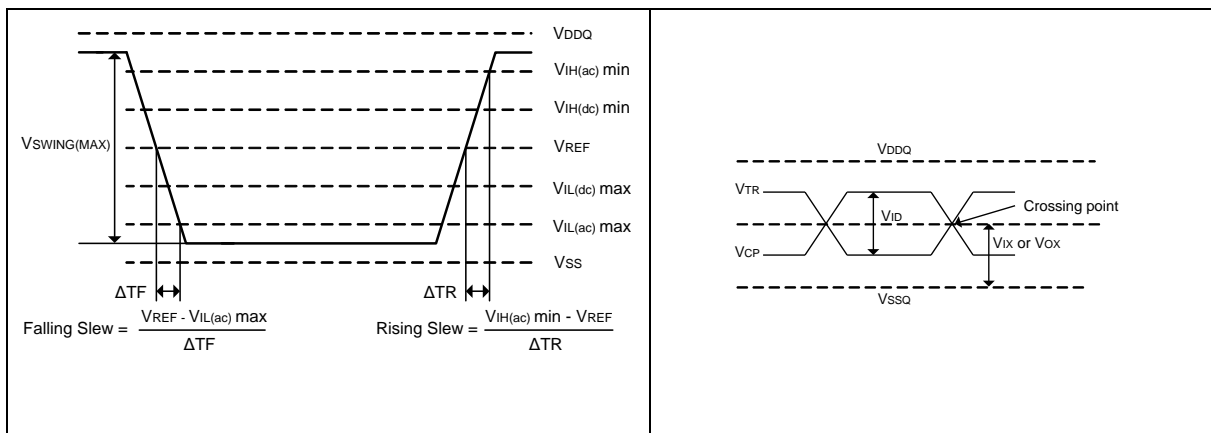 VDDQ
VIH(ac) min
VIH(dc) min
VSWING(MAX)
VREF
VIL(dc) max
VIL(ac) max
VSS
ΔTF
ΔTR
Falling Slew = VREF - VIL(ac) max
ΔTF
Rising Slew = VIH(ac) min - VREF
ΔTR
VDDQ
VTR
VID
Crossing point
VCP
VIX or VOX
VSSQ